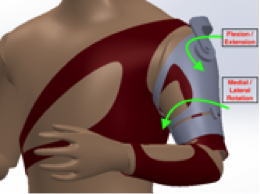 Flexion /
Extension
Medial /
Lateral
Rotation